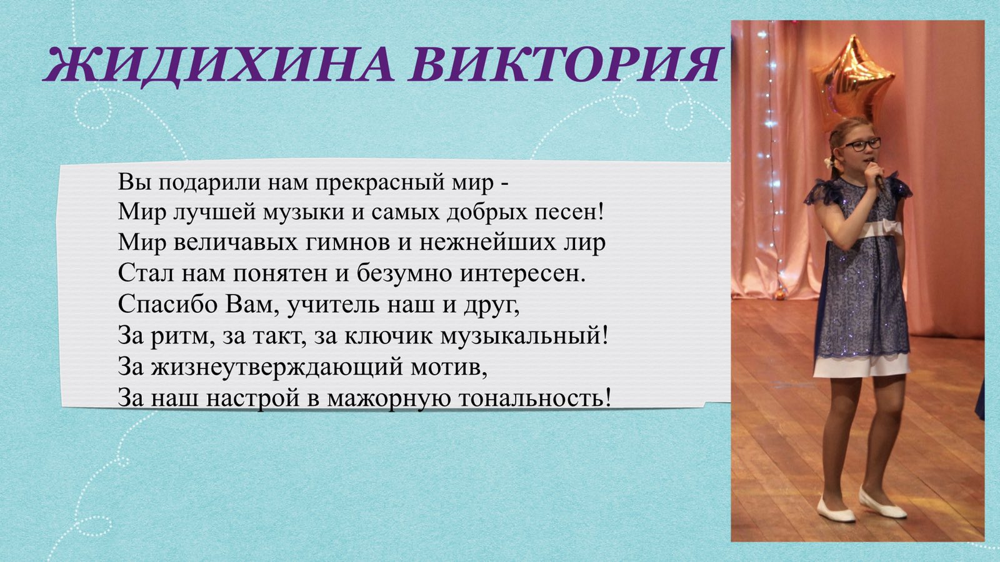 ЖИДИХИНА ВИКТОРИЯ
Вы подарили нам прекрасный мир -
Мир лучшей музыки и самых добрых песен!
Мир величавых гимнов и нежнейших лир
Стал нам понятен и безумно интересен.
Спасибо Вам, учитель наш и друг,
За ритм, за такт, за ключик музыкальный!
За жизнеутверждающий мотив,
За наш настрой в мажорную тональность!